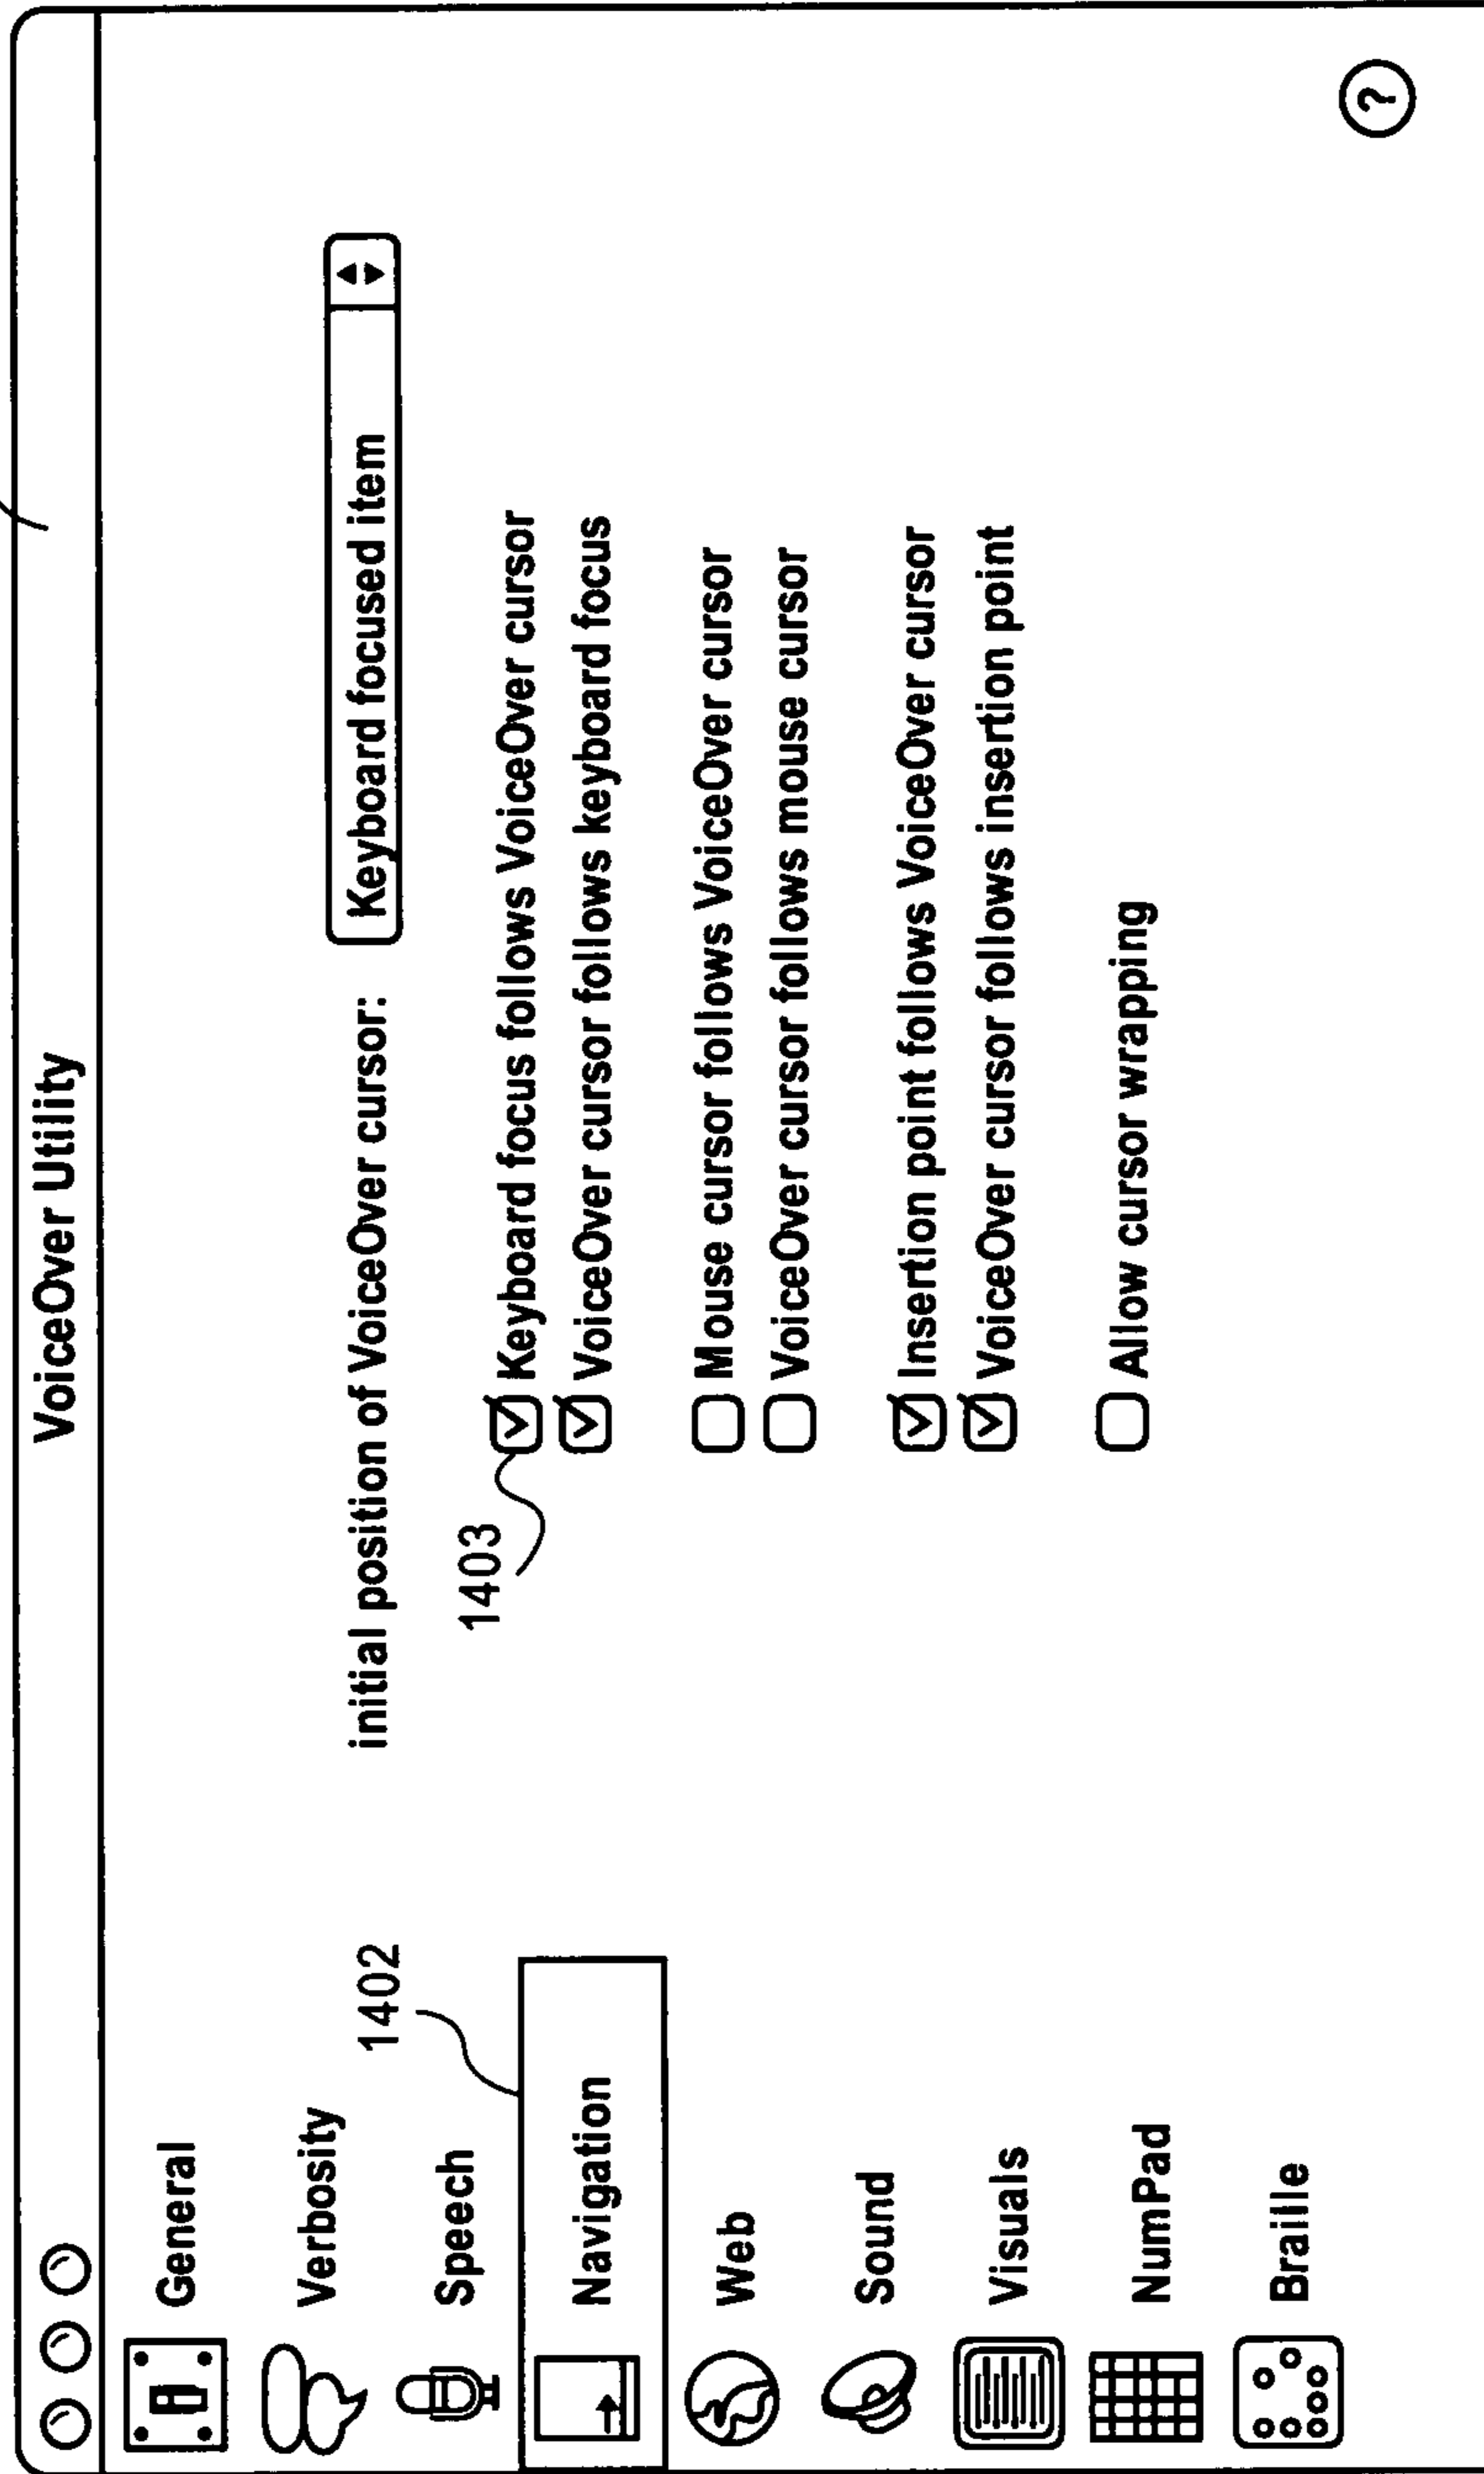 VoiceOver Utility
General
Verbosity
Speech
1402
Navigation
Web
Sound
Visuals
NumPad
Braille
initial position of VoiceOver cursor: Keyboard focused item
1403
Keyboard focus follows VoiceOver cursor
VoiceOver cursor follows keyboard focus
Mouse cursor follows VoiceOver cursor
VoiceOver cursor follows mouse cursor
Insertion point follows VoiceOver cursor
VoiceOver cursor follows insertion point
Allow cursor wrapping
?